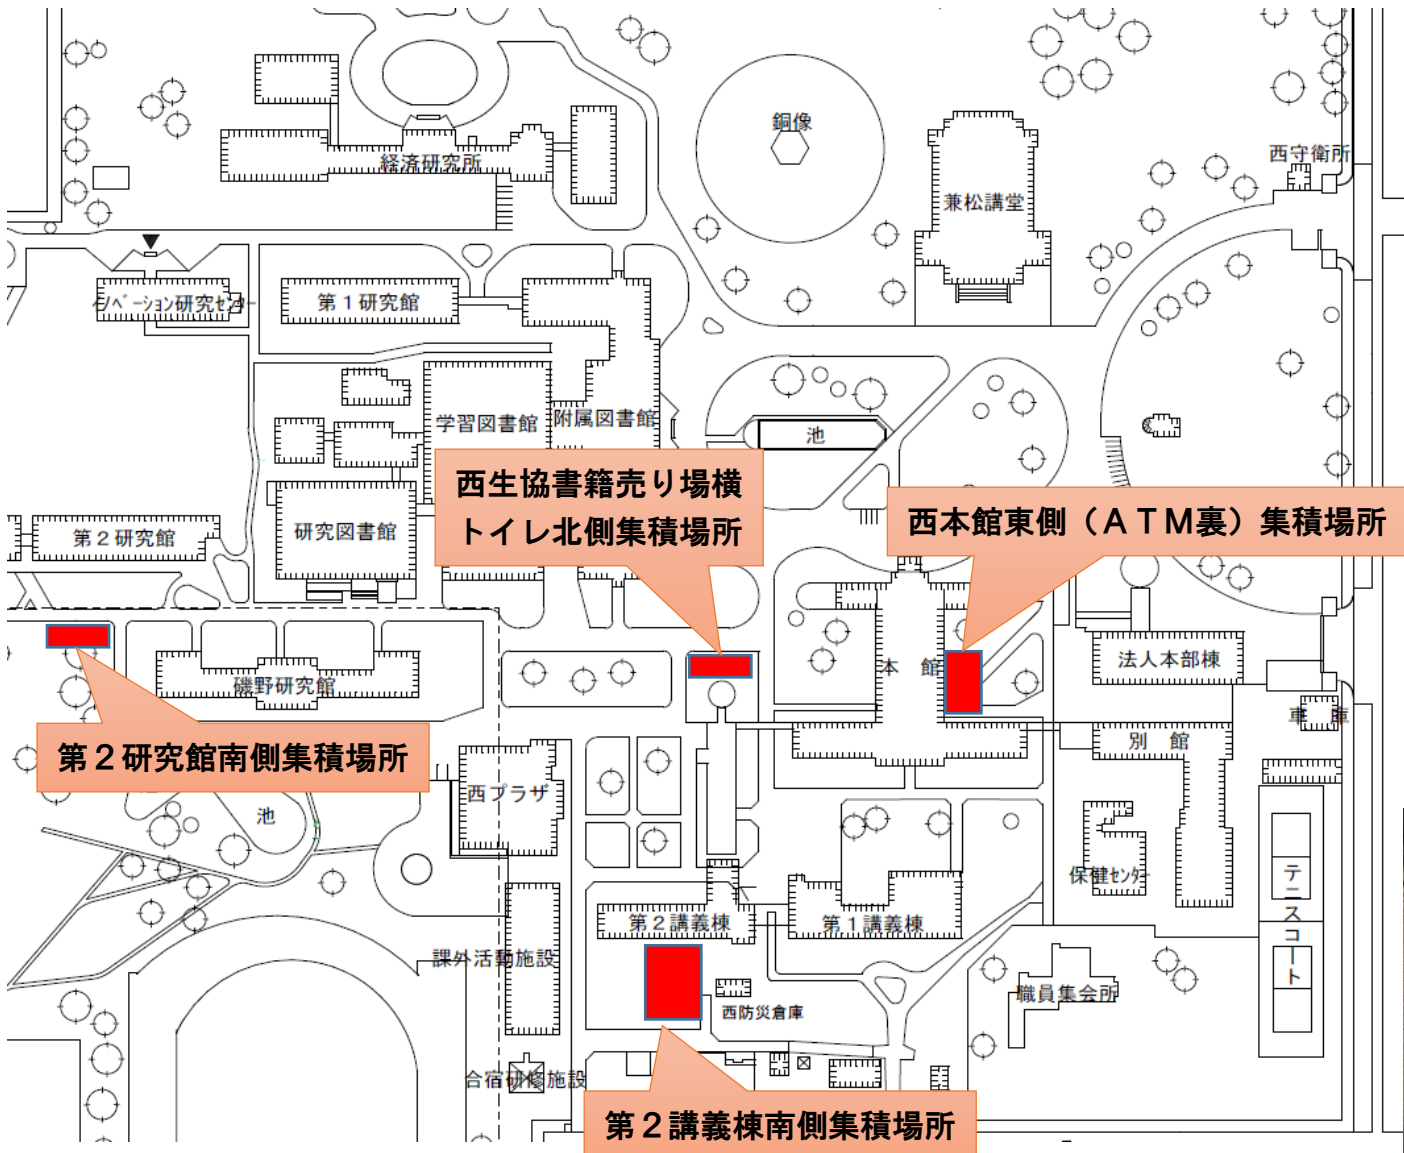 銅像
西守衛所
経済研究所
兼松講堂
イノベーション研究センター
第1研究館
学習図書館
附属図書館
池
西生協書籍売り場横
トイレ北側集積場所
西本館東側（ＡＴＭ裏）集積場所
研究図書館
第2研究館
法人本部棟
本　館
磯野研究館
車　庫
第２研究館南側集積場所
別　館
西プラザ
池
保健センター
テニスコート
第2講義棟
第1講義棟
課外活動施設
職員集会所
西防災倉庫
合宿研修施設
第２講義棟南側集積場所